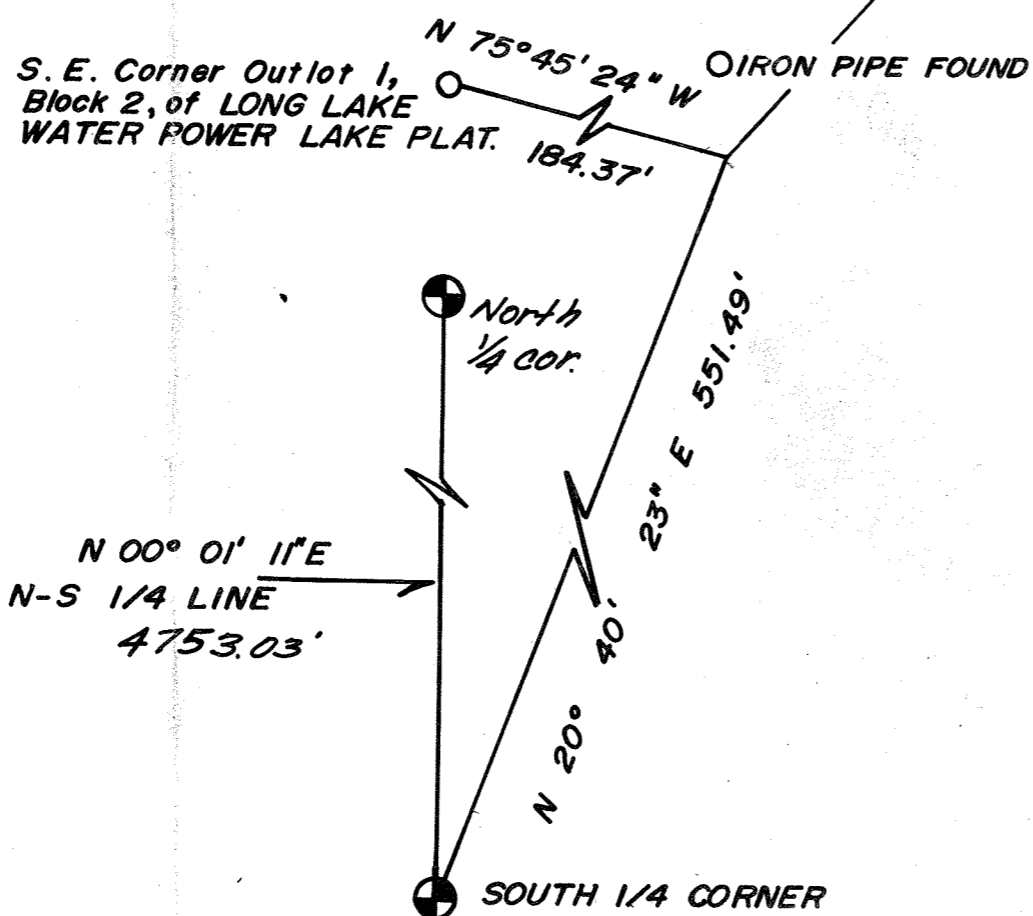 N 75° 45' 24" W
S. E. Corner Outlot 1,
Block 2, of LONG LAKE
WATER POWER LAKE PLAT.
IRON PIPE FOUND
184.37'
North
1/4 cor.
N 20° 40' 23" E 551.49'
N 00° 01' 11" E
N-S 1/4 LINE
4753.03'
SOUTH 1/4 CORNER